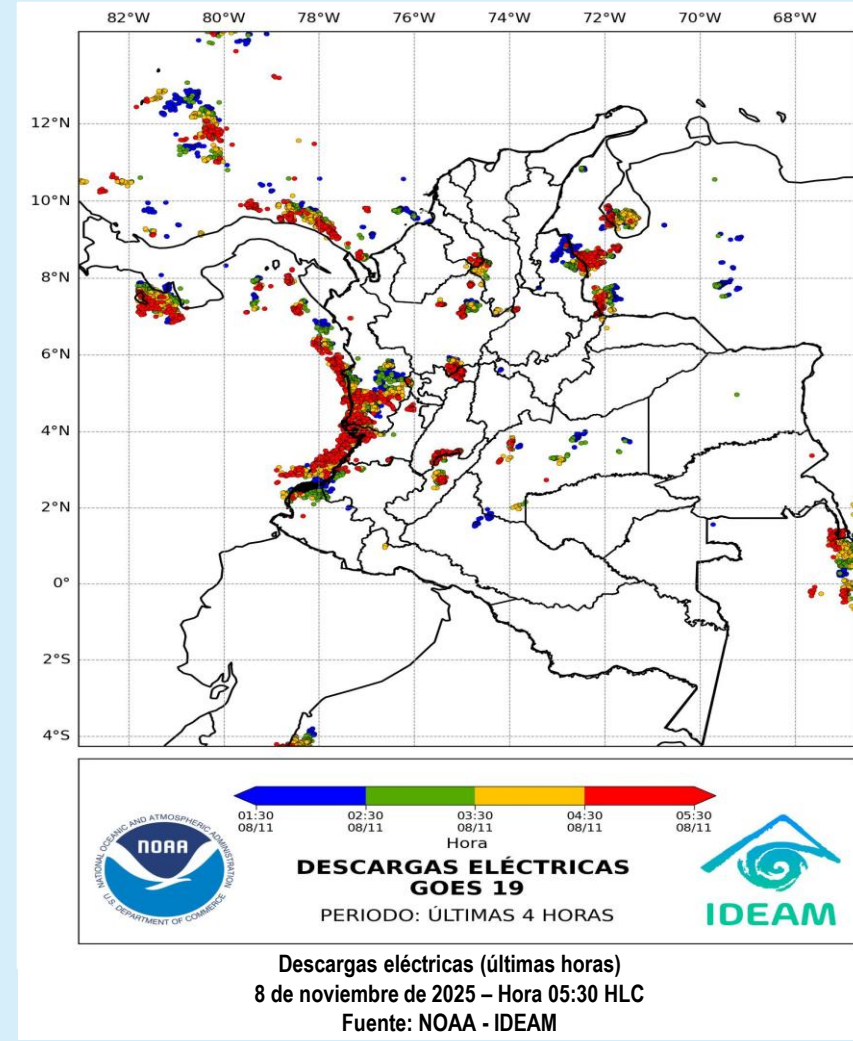 82°W 80°W 78°W 76°W 74°W 72°W 70°W 68°W
12°N
10°N
8°N
6°N
4°N
2°N
0°
2°S
4°S
01:30 02:30 03:30 04:30 05:30
08/11 08/11 08/11 08/11 08/11
Hora
NATIONAL OCEANIC AND ATMOSPHERIC ADMINISTRATION
NOAA
U.S. DEPARTMENT OF COMMERCE
DESCARGAS ELÉCTRICAS
GOES 19
PERIODO: ÚLTIMAS 4 HORAS
IDEAM
Descargas eléctricas (últimas horas)
8 de noviembre de 2025 – Hora 05:30 HLC
Fuente: NOAA - IDEAM